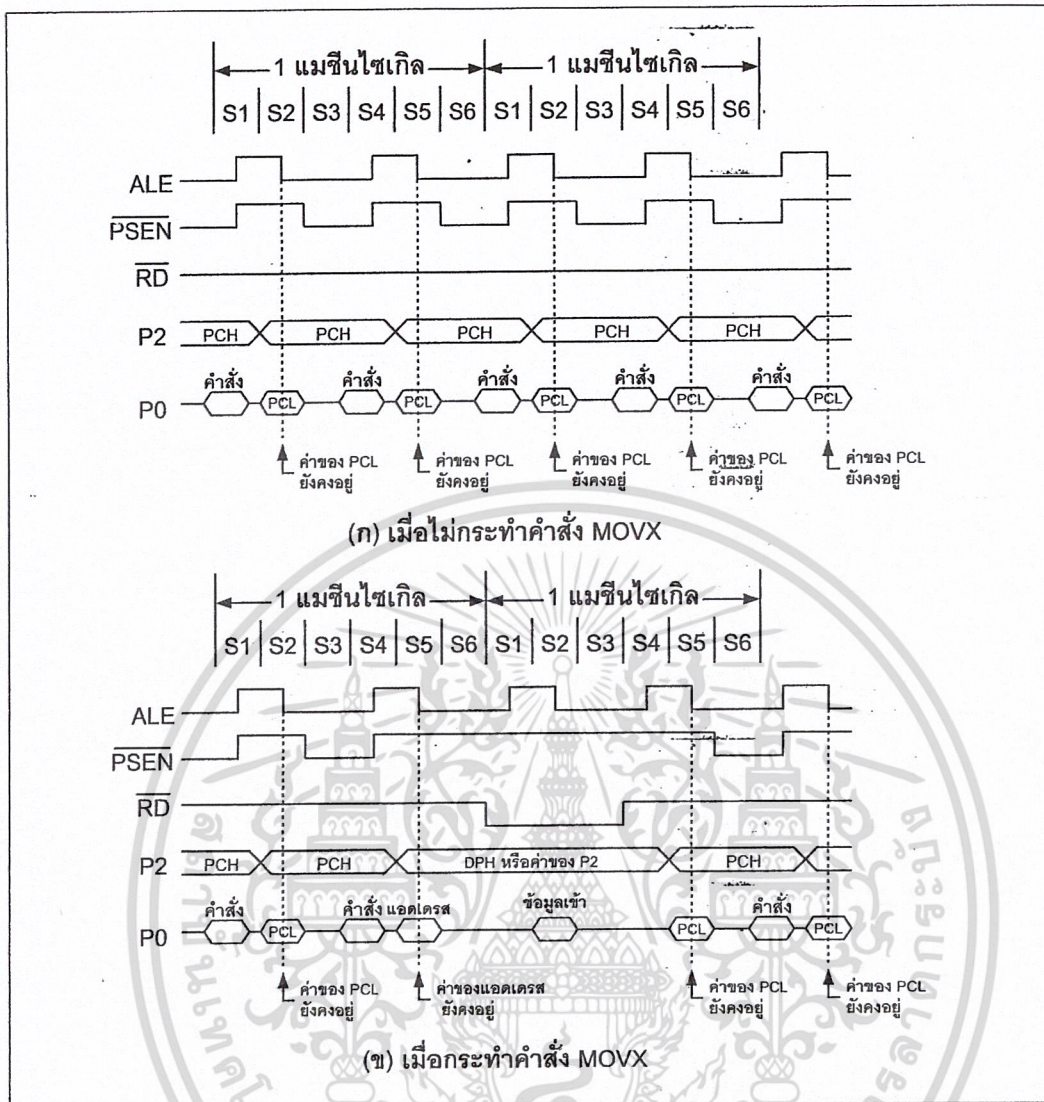 1 แมชีนไซเกิล 1 แมชีนไซเกิล
S1 S2 S3 S4 S5 S6 S1 S2 S3 S4 S5 S6
ALE
PSEN
RD
P2 PCH PCH PCH PCH PCH
คำสั่ง คำสั่ง คำสั่ง คำสั่ง คำสั่ง
P0 PCL PCL PCL PCL PCL
ค่าของ PCL ค่าของ PCL ค่าของ PCL ค่าของ PCL ค่าของ PCL
ยังคงอยู่ ยังคงอยู่ ยังคงอยู่ ยังคงอยู่ ยังคงอยู่
(ก) เมื่อไม่กระทำคำสั่ง MOVX
1 แมชีนไซเกิล 1 แมชีนไซเกิล
S1 S2 S3 S4 S5 S6 S1 S2 S3 S4 S5 S6
ALE
PSEN
RD
P2 PCH PCH DPH หรือค่าของ P2 PCH
คำสั่ง คำสั่ง แอดเดรส ข้อมูลเข้า คำสั่ง
P0 PCL PCL PCL
ค่าของ PCL ค่าของแอดเดรส ค่าของ PCL ค่าของ PCL
ยังคงอยู่ ยังคงอยู่ ยังคงอยู่ ยังคงอยู่
(ข) เมื่อกระทำคำสั่ง MOVX